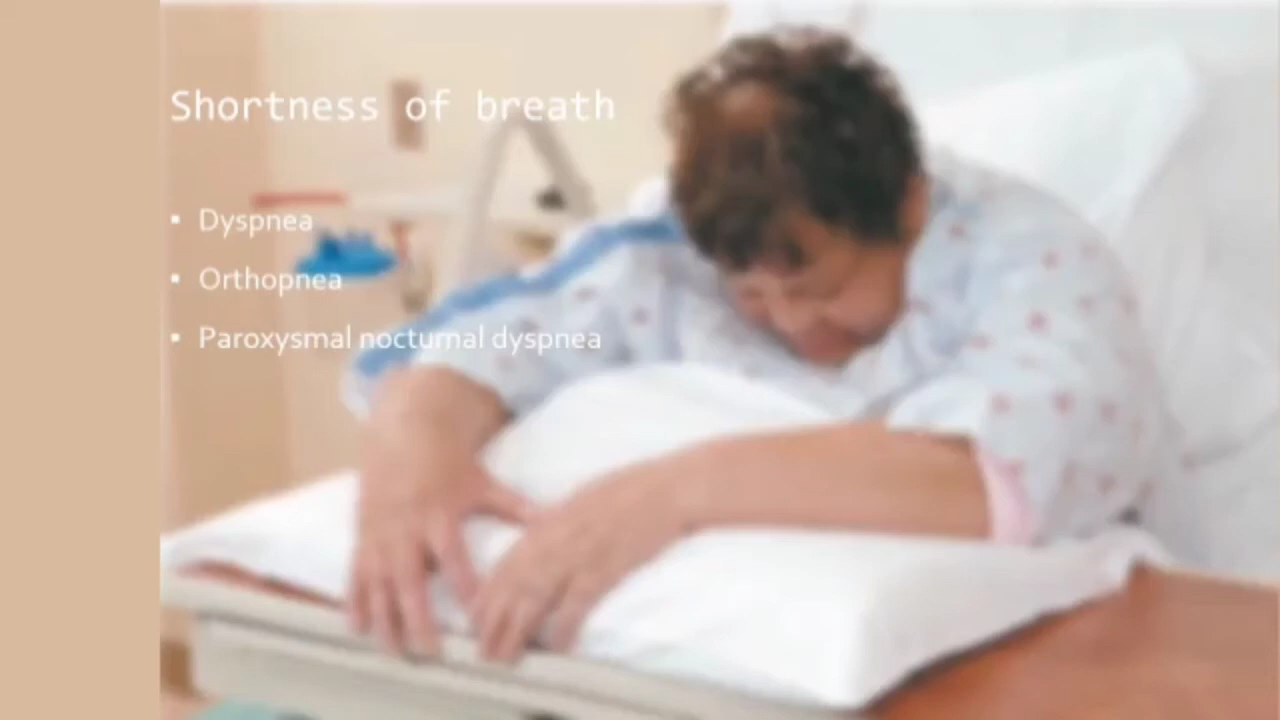 Shortness of breath
▪ Dyspnea
▪ Orthopnea
▪ Paroxysmal nocturnal dyspnea